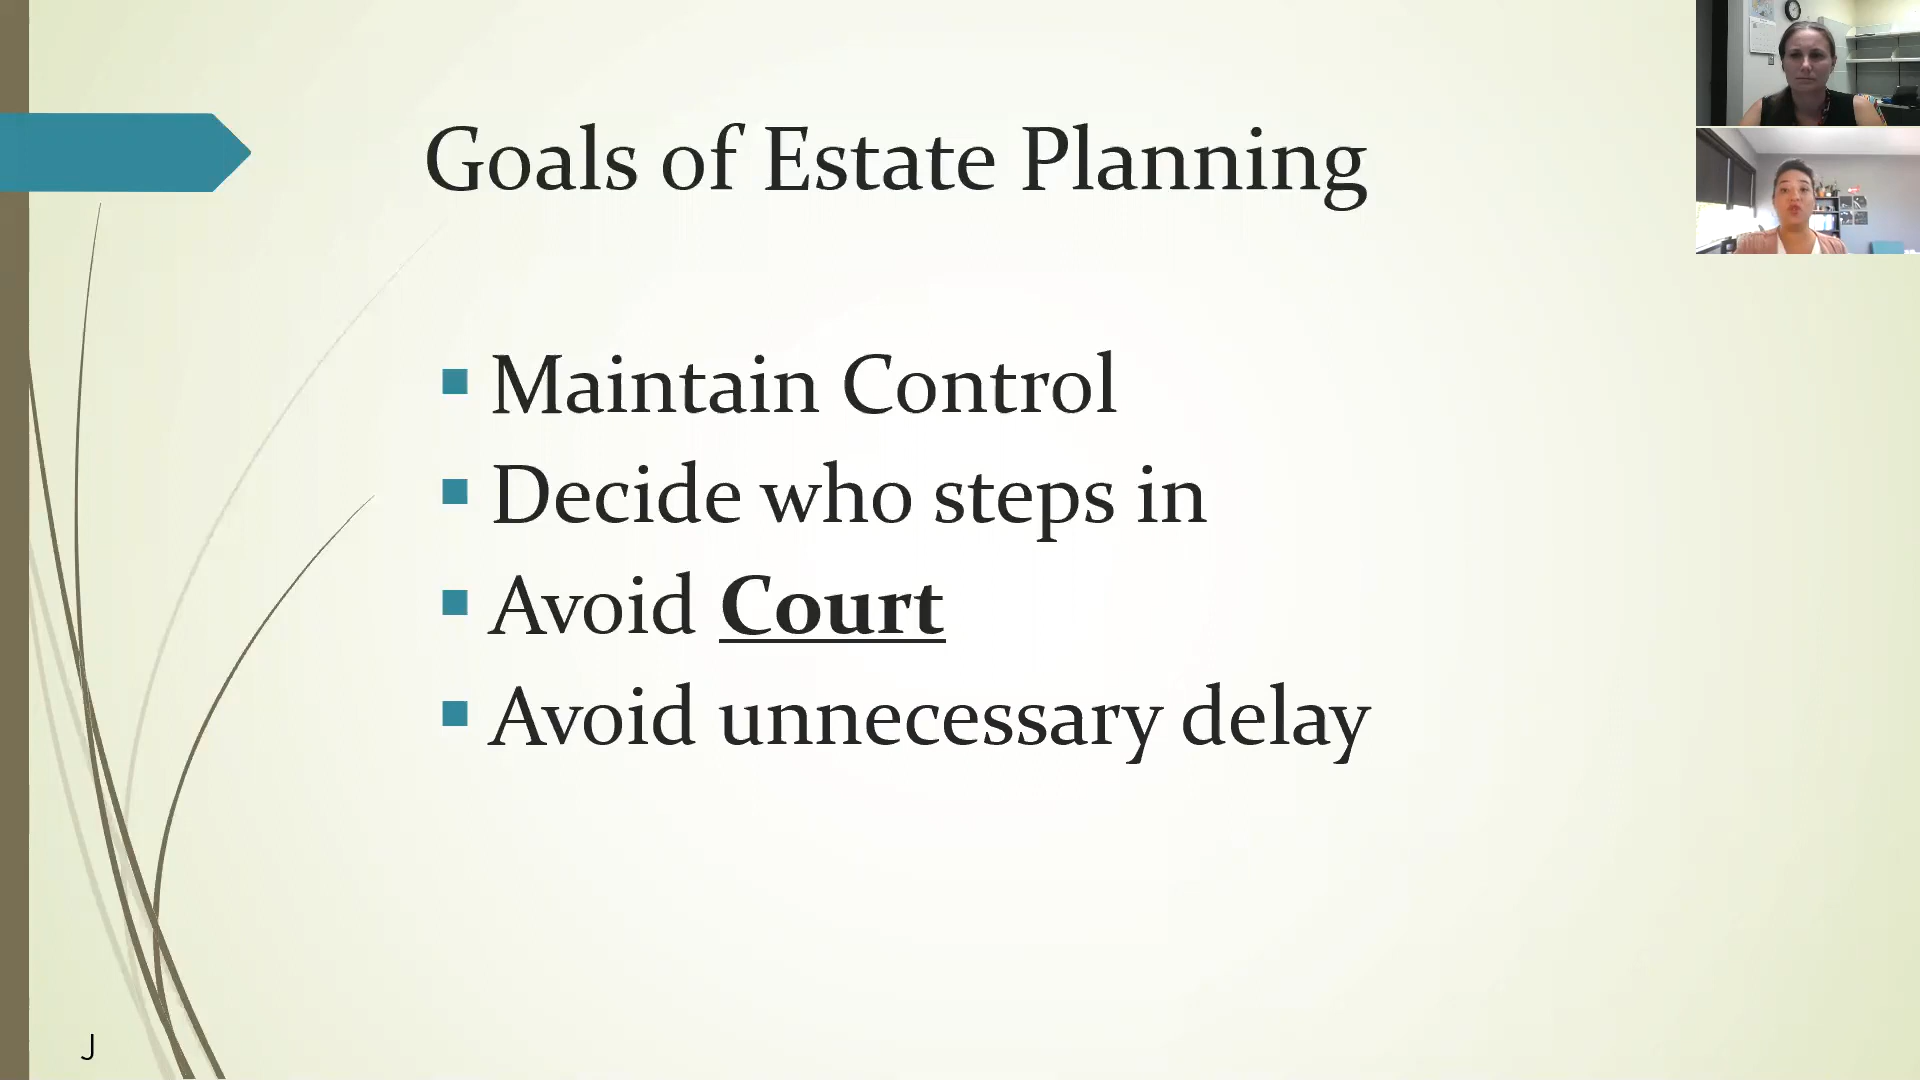 Goals of Estate Planning
Maintain Control
Decide who steps in
Avoid Court
Avoid unnecessary delay
J